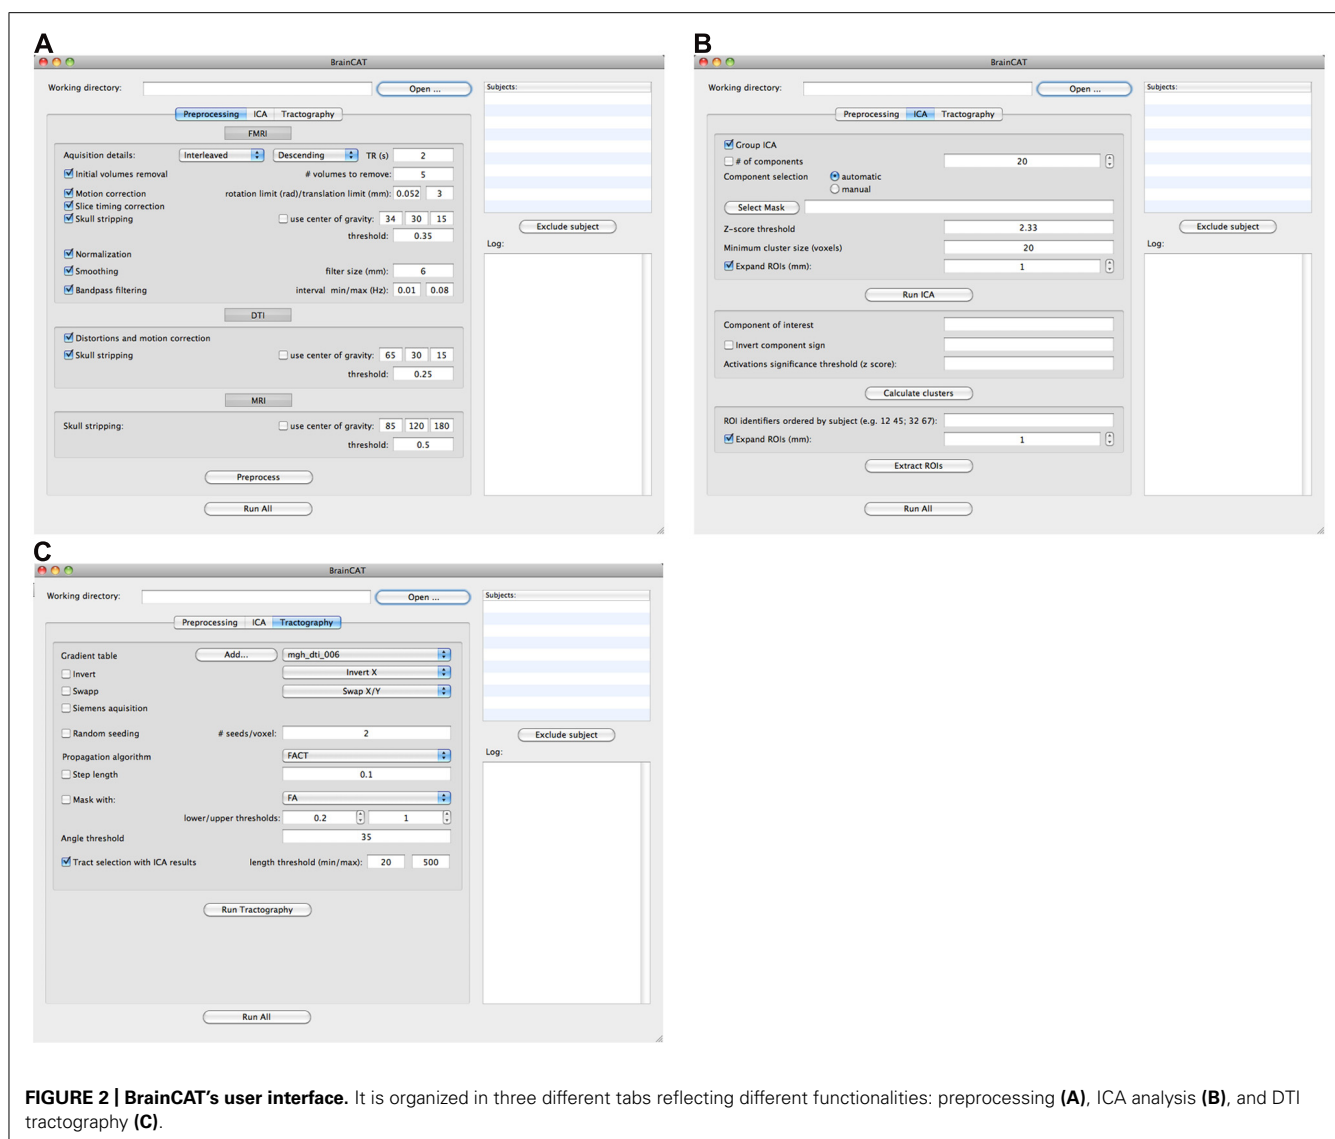 A
BrainCAT
Working directory: Open ...
Preprocessing ICA Tractography
FMRI
Aquisition details: Interleaved Descending TR (s) 2
Initial volumes removal # volumes to remove: 5
Motion correction rotation limit (rad)/translation limit (mm): 0.052 3
Slice timing correction
Skull stripping use center of gravity: 34 30 15
threshold: 0.35
Normalization
Smoothing filter size (mm): 6
Bandpass filtering interval min/max (Hz): 0.01 0.08
DTI
Distortions and motion correction
Skull stripping use center of gravity: 65 30 15
threshold: 0.25
MRI
Skull stripping: use center of gravity: 85 120 180
threshold: 0.5
Preprocess
Run All
Subjects:
Exclude subject
Log:
B
BrainCAT
Working directory: Open ...
Preprocessing ICA Tractography
Group ICA
# of components 20
Component selection automatic
manual
Select Mask
Z-score threshold 2.33
Minimum cluster size (voxels) 20
Expand ROIs (mm): 1
Run ICA
Component of interest
Invert component sign
Activations significance threshold (z score):
Calculate clusters
ROI identifiers ordered by subject (e.g. 12 45; 32 67):
Expand ROIs (mm): 1
Extract ROIs
Run All
Subjects:
Exclude subject
Log:
C
BrainCAT
Working directory: Open ...
Preprocessing ICA Tractography
Gradient table Add... mgh_dti_006
Invert Invert X
Swapp Swap X/Y
Siemens aquisition
Random seeding # seeds/voxel: 2
Propagation algorithm FACT
Step length 0.1
Mask with: FA
lower/upper thresholds: 0.2 1
Angle threshold 35
Tract selection with ICA results length threshold (min/max): 20 500
Run Tractography
Run All
Subjects:
Exclude subject
Log:
FIGURE 2 | BrainCAT's user interface. It is organized in three different tabs reflecting different functionalities: preprocessing (A), ICA analysis (B), and DTI
tractography (C).